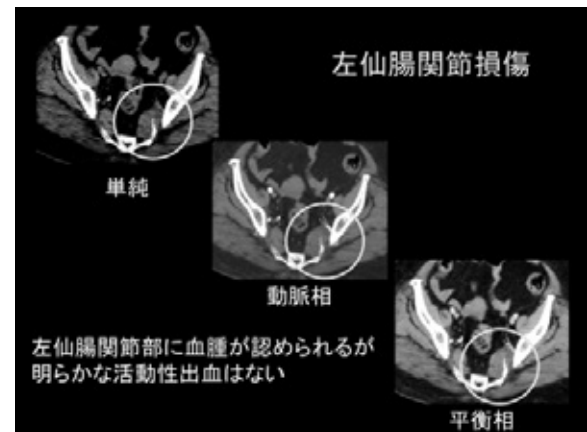 左仙腸関節損傷
単純
動脈相
左仙腸関節部に血腫が認められるが
明らかな活動性出血はない
平衡相